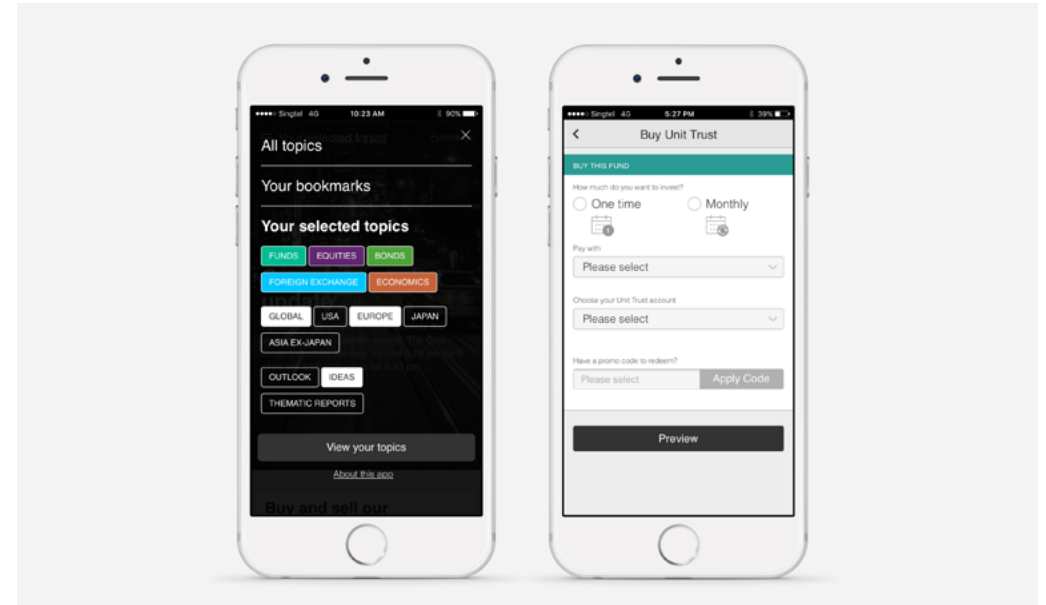 Singtel 4G 10:23 AM 90%
All topics
Your bookmarks
Your selected topics
FUNDS EQUITIES BONDS
FOREIGN EXCHANGE ECONOMICS
update
GLOBAL USA EUROPE JAPAN
ASIA EX-JAPAN
OUTLOOK IDEAS
THEMATIC REPORTS
View your topics
About this app
Buy and sell our
Singtel 4G 5:27 PM 39%
Buy Unit Trust
BUY THIS FUND
How much do you want to invest?
One time Monthly
Pay with
Please select
Choose your Unit Trust account
Please select
Have a promo code to redeem?
Please select Apply Code
Preview